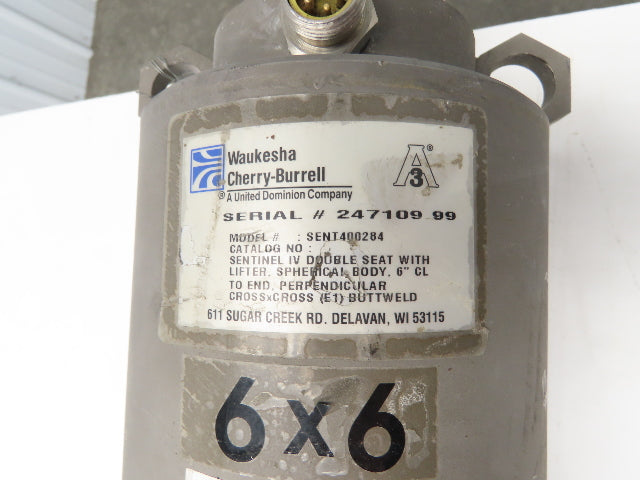 Waukesha
Cherry-Burrell
® A United Dominion Company
A ®
3
SERIAL # 247109 99
MODEL # : SENT400284
CATALOG NO :
SENTINEL IV DOUBLE SEAT WITH
LIFTER, SPHERICAL BODY, 6" CL
TO END, PERPENDICULAR
CROSSxCROSS (E1) BUTTWELD
611 SUGAR CREEK RD. DELAVAN, WI 53115
6x6